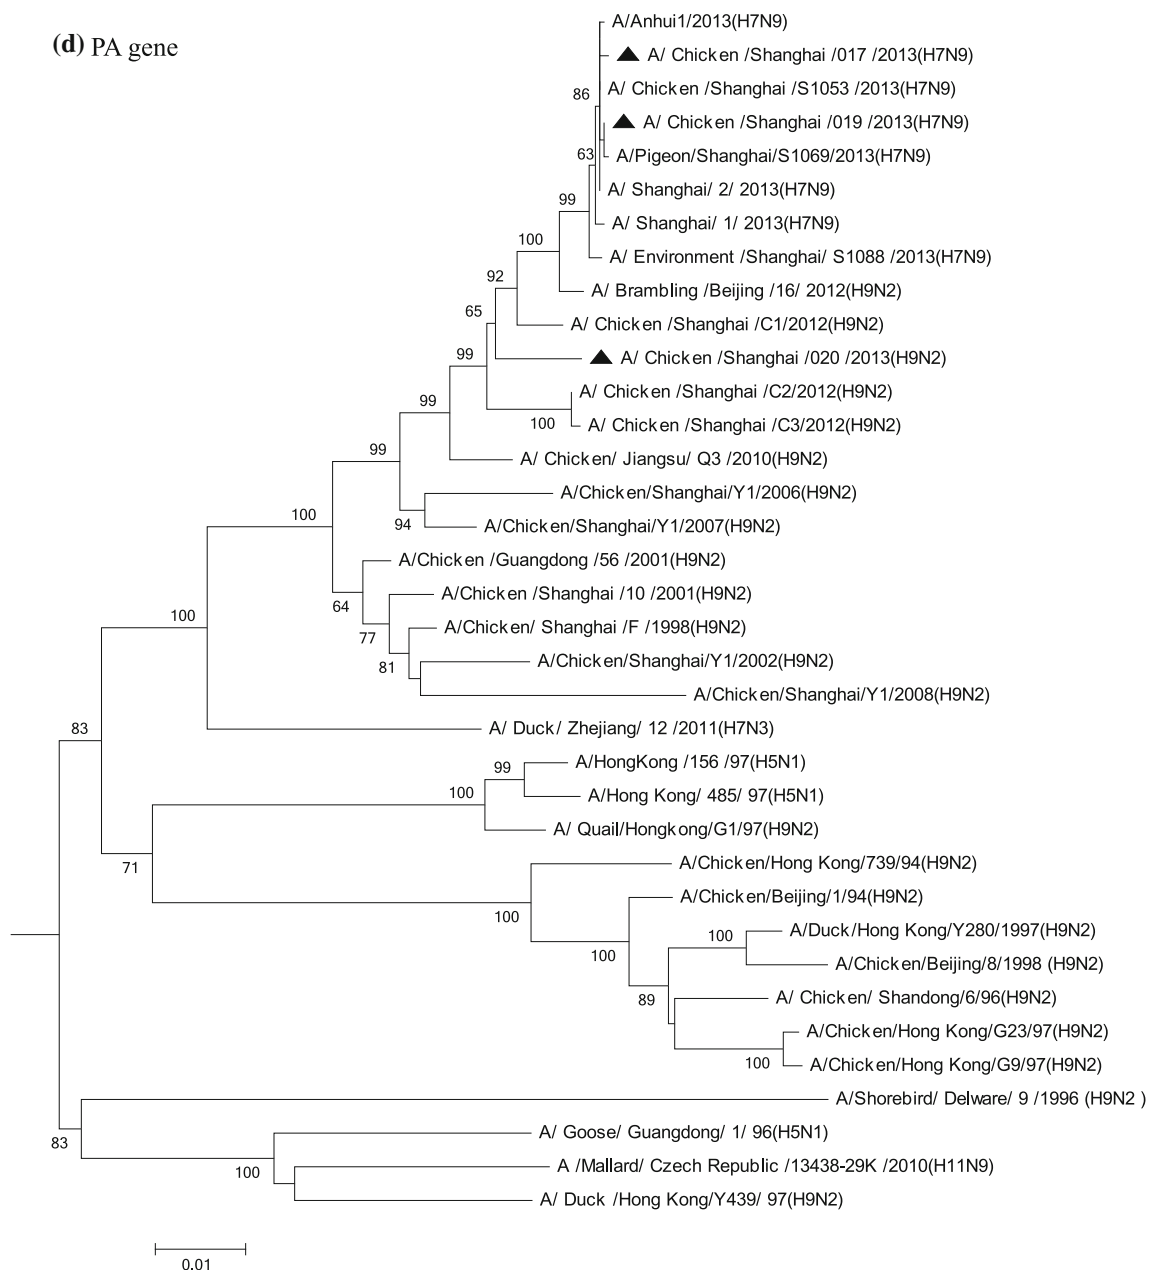 (d) PA gene
A/Anhui1/2013(H7N9)
A/ Chicken /Shanghai /017 /2013(H7N9)
A/ Chicken /Shanghai /S1053 /2013(H7N9)
86
A/ Chicken /Shanghai /019 /2013(H7N9)
63
A/Pigeon/Shanghai/S1069/2013(H7N9)
A/ Shanghai/ 2/ 2013(H7N9)
99
A/ Shanghai/ 1/ 2013(H7N9)
100
A/ Environment /Shanghai/ S1088 /2013(H7N9)
92
A/ Brambling /Beijing /16/ 2012(H9N2)
65
A/ Chicken /Shanghai /C1/2012(H9N2)
99
A/ Chicken /Shanghai /020 /2013(H9N2)
A/ Chicken /Shanghai /C2/2012(H9N2)
99
100
A/ Chicken /Shanghai /C3/2012(H9N2)
99
A/ Chicken/ Jiangsu/ Q3 /2010(H9N2)
A/Chicken/Shanghai/Y1/2006(H9N2)
100
94
A/Chicken/Shanghai/Y1/2007(H9N2)
A/Chicken /Guangdong /56 /2001(H9N2)
A/Chicken /Shanghai /10 /2001(H9N2)
64
100
A/Chicken/ Shanghai /F /1998(H9N2)
77
A/Chicken/Shanghai/Y1/2002(H9N2)
81
A/Chicken/Shanghai/Y1/2008(H9N2)
83
A/ Duck/ Zhejiang/ 12 /2011(H7N3)
A/HongKong /156 /97(H5N1)
99
100
A/Hong Kong/ 485/ 97(H5N1)
A/ Quail/Hongkong/G1/97(H9N2)
71
A/Chicken/Hong Kong/739/94(H9N2)
A/Chicken/Beijing/1/94(H9N2)
100
A/Duck/Hong Kong/Y280/1997(H9N2)
100
100
A/Chicken/Beijing/8/1998 (H9N2)
89
A/ Chicken/ Shandong/6/96(H9N2)
A/Chicken/Hong Kong/G23/97(H9N2)
100
A/Chicken/Hong Kong/G9/97(H9N2)
A/Shorebird/ Delware/ 9 /1996 (H9N2 )
83
A/ Goose/ Guangdong/ 1/ 96(H5N1)
100
A /Mallard/ Czech Republic /13438-29K /2010(H11N9)
A/ Duck /Hong Kong/Y439/ 97(H9N2)
0.01